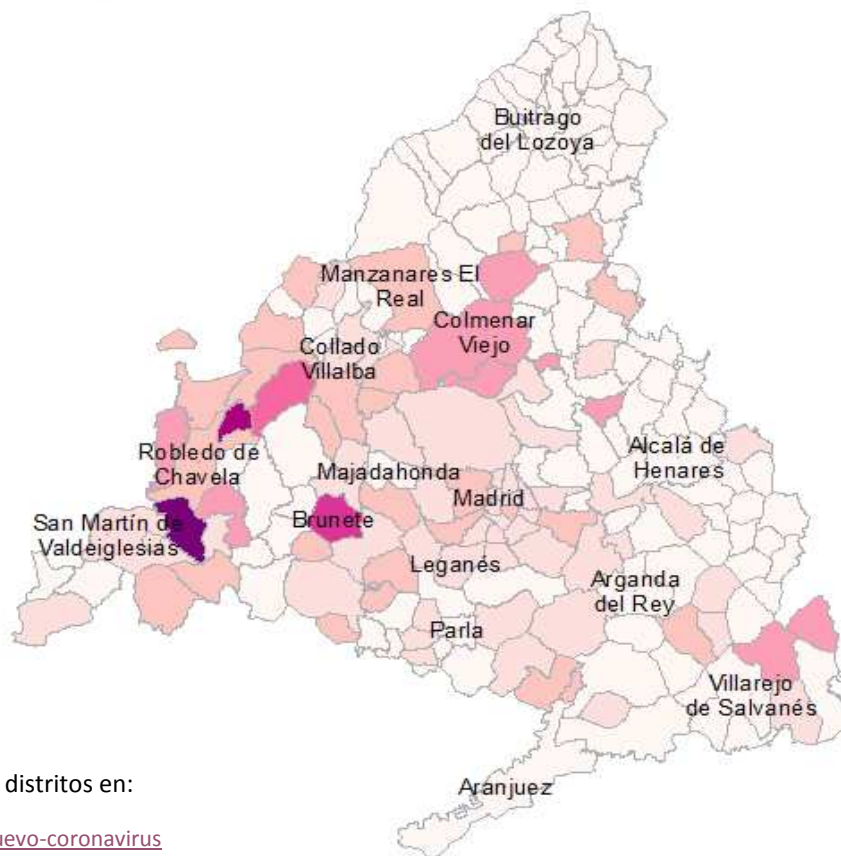 Buitrago
del Lozoya
Manzanares El
Real
Colmenar
Viejo
Collado
Villalba
Alcalá de
Henares
Robledo de
Chavela
Majadahonda
Madrid
San Martín de
Valdeiglesias
Brunete
Leganés
Arganda
del Rey
Parla
Villarejo
de Salvanés
Aranjuez
distritos en:
uevo-coronavirus